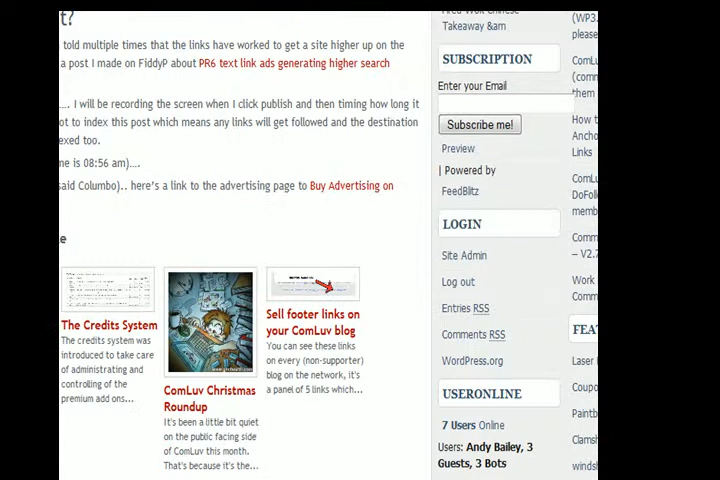 t?
told multiple times that the links have worked to get a site higher up on the
a post I made on FiddyP about PR6 text link ads generating higher search
…. I will be recording the screen when I click publish and then timing how long it
ot to index this post which means any links will get followed and the destination
exed too.
me is 08:56 am)….
said Columbo).. here's a link to the advertising page to Buy Advertising on
e
The Credits System
The credits system was
introduced to take care
of administrating and
controlling of the
premium add ons...
ComLuv Christmas
Roundup
It's been a little bit quiet
on the public facing side
of ComLuv this month.
That's because it's the...
Sell footer links on
your ComLuv blog
You can see these links
on every (non-supporter)
blog on the network, it's
a panel of 5 links which...
Takeaway &am
SUBSCRIPTION
Enter your Email
Subscribe me!
Preview
| Powered by
FeedBlitz
LOGIN
Site Admin
Log out
Entries RSS
Comments RSS
WordPress.org
USERONLINE
7 Users Online
Users: Andy Bailey, 3
Guests, 3 Bots
(WP3.
please
ComLu
(comm
them
How t
Ancho
Links
ComL
DoFol
memb
Comm
– V2.7
Work
Comm
FEA
Laser
Coupo
Paintb
Clamsh
windsh